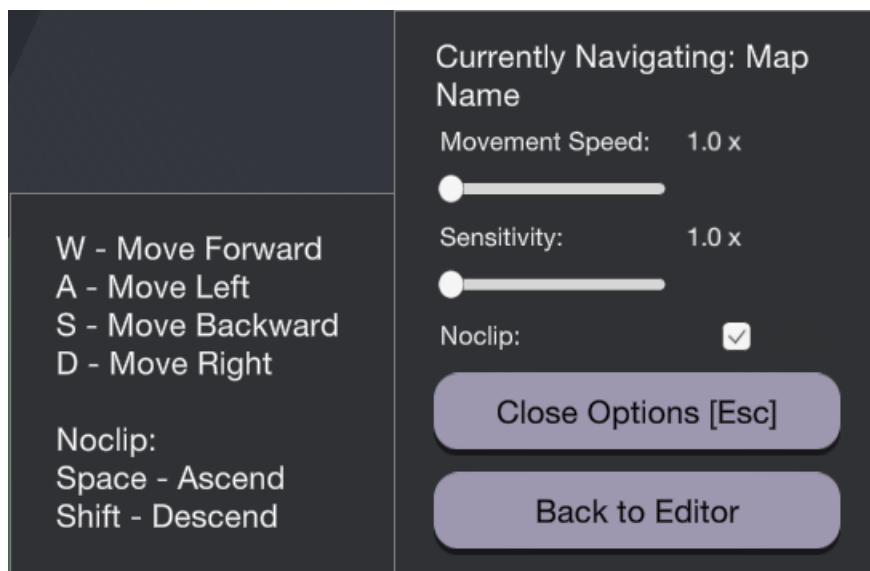 W - Move Forward
A - Move Left
S - Move Backward
D - Move Right
Noclip:
Space - Ascend
Shift - Descend
Currently Navigating: Map
Name
Movement Speed: 1.0 x
Sensitivity: 1.0 x
Noclip:
Close Options [Esc]
Back to Editor